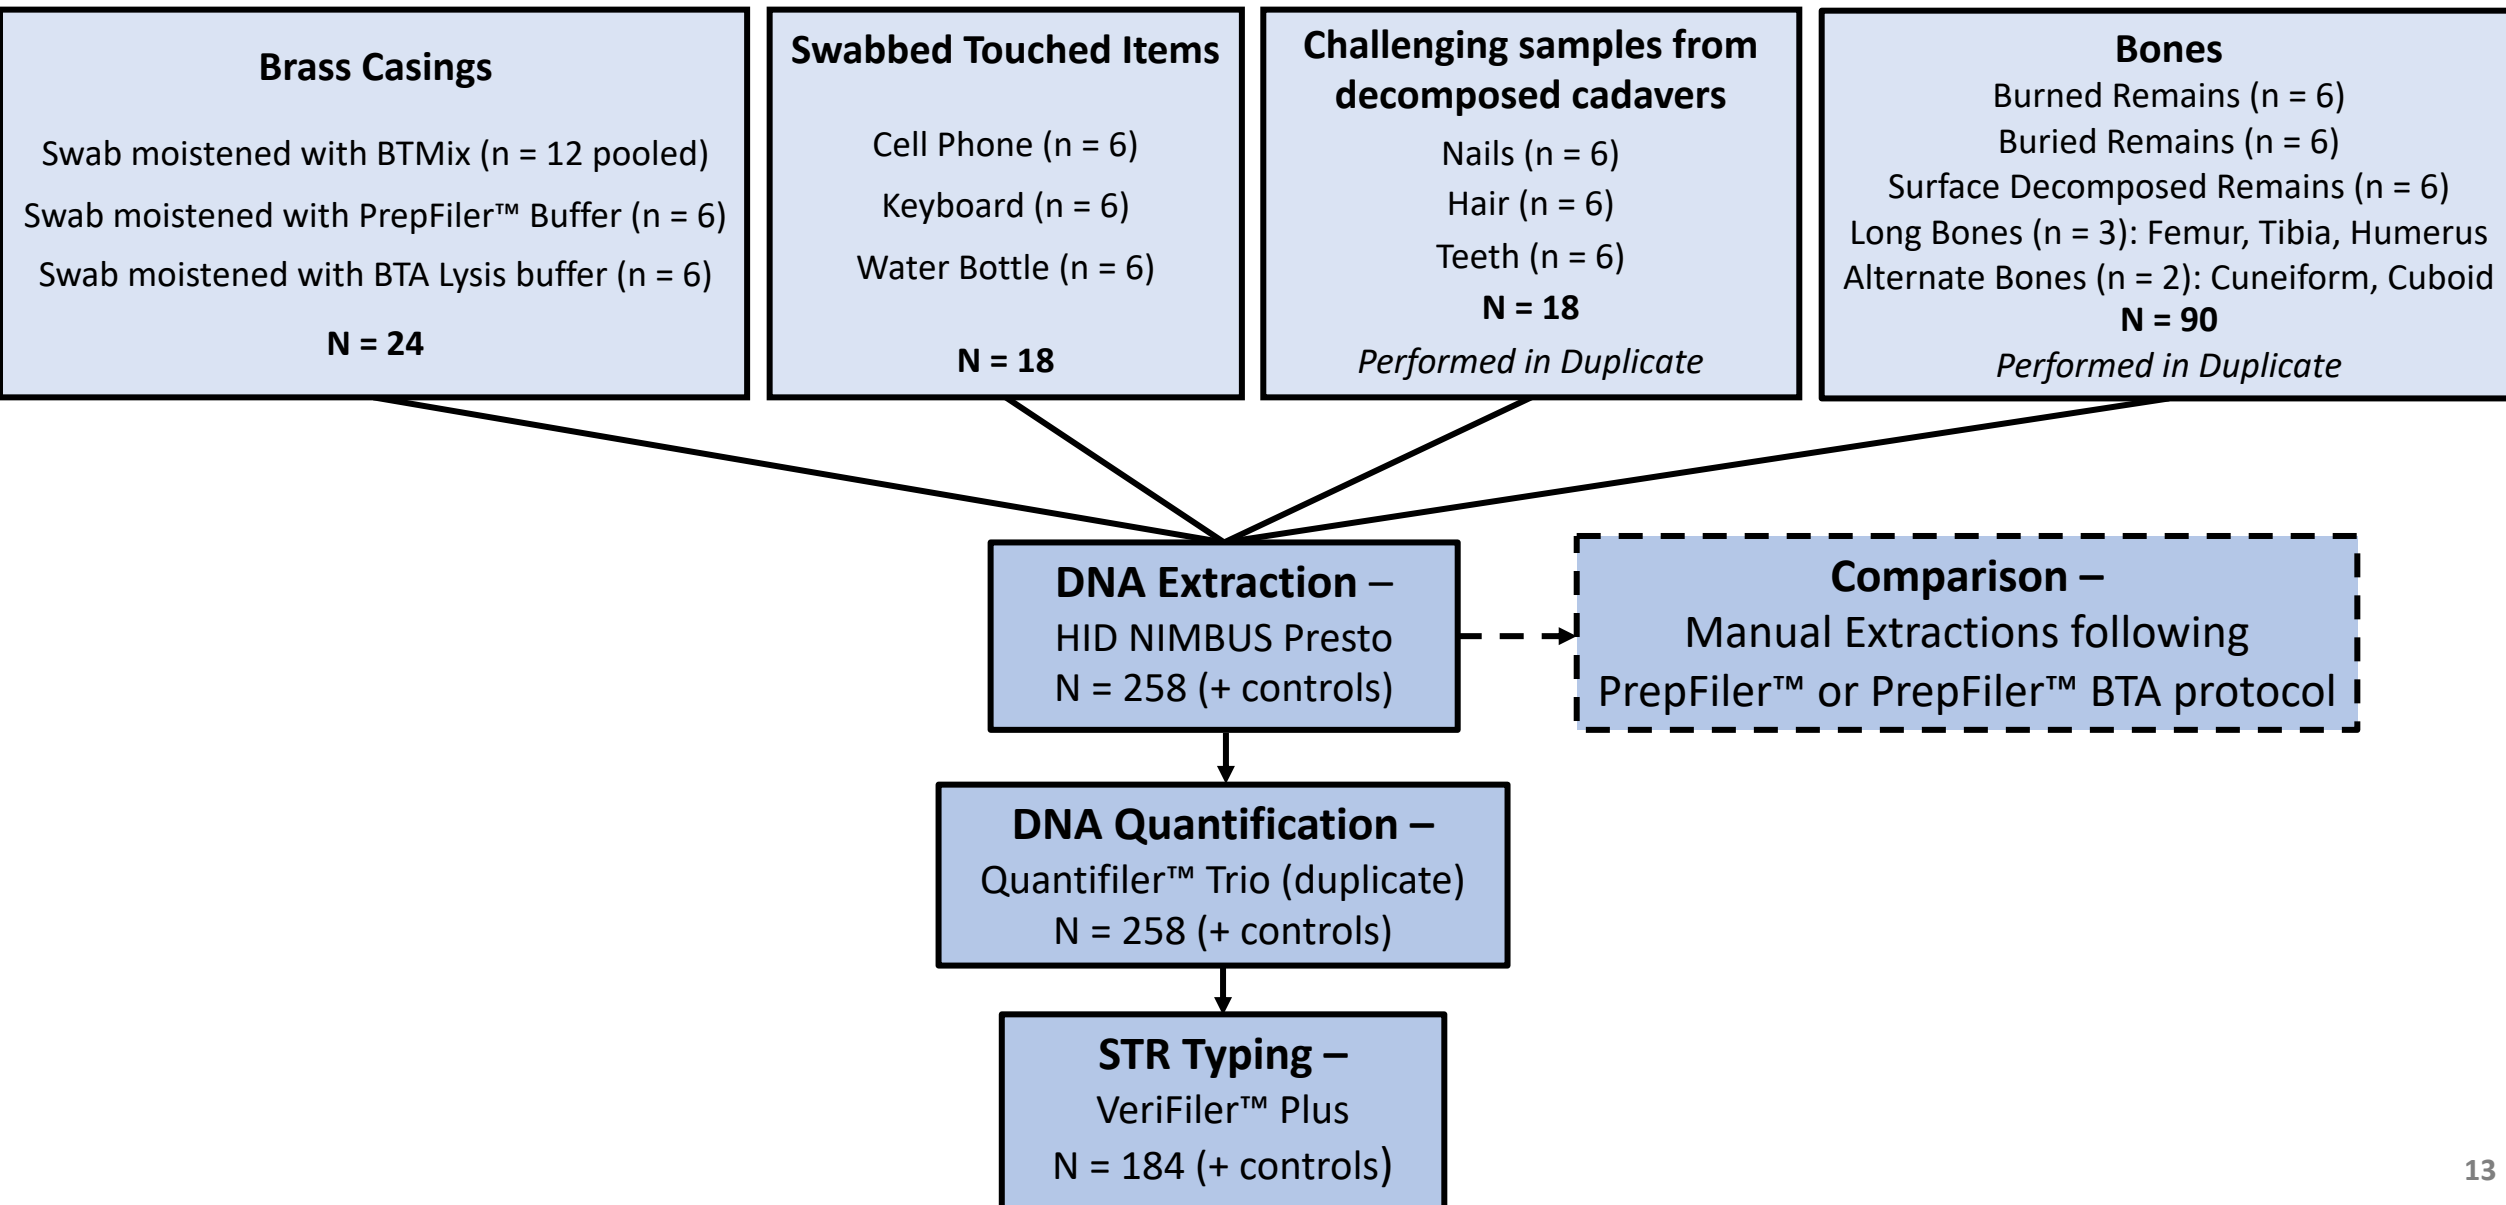 Brass Casings
Swab moistened with BTMix (n = 12 pooled)
Swab moistened with PrepFiler™ Buffer (n = 6)
Swab moistened with BTA Lysis buffer (n = 6)
N = 24
Swabbed Touched Items
Cell Phone (n = 6)
Keyboard (n = 6)
Water Bottle (n = 6)
N = 18
Challenging samples from
decomposed cadavers
Nails (n = 6)
Hair (n = 6)
Teeth (n = 6)
N = 18
Performed in Duplicate
Bones
Burned Remains (n = 6)
Buried Remains (n = 6)
Surface Decomposed Remains (n = 6)
Long Bones (n = 3): Femur, Tibia, Humerus
Alternate Bones (n = 2): Cuneiform, Cuboid
N = 90
Performed in Duplicate
DNA Extraction –
HID NIMBUS Presto
N = 258 (+ controls)
Comparison –
Manual Extractions following
PrepFiler™ or PrepFiler™ BTA protocol
DNA Quantification –
Quantifiler™ Trio (duplicate)
N = 258 (+ controls)
STR Typing –
VeriFiler™ Plus
N = 184 (+ controls)
13